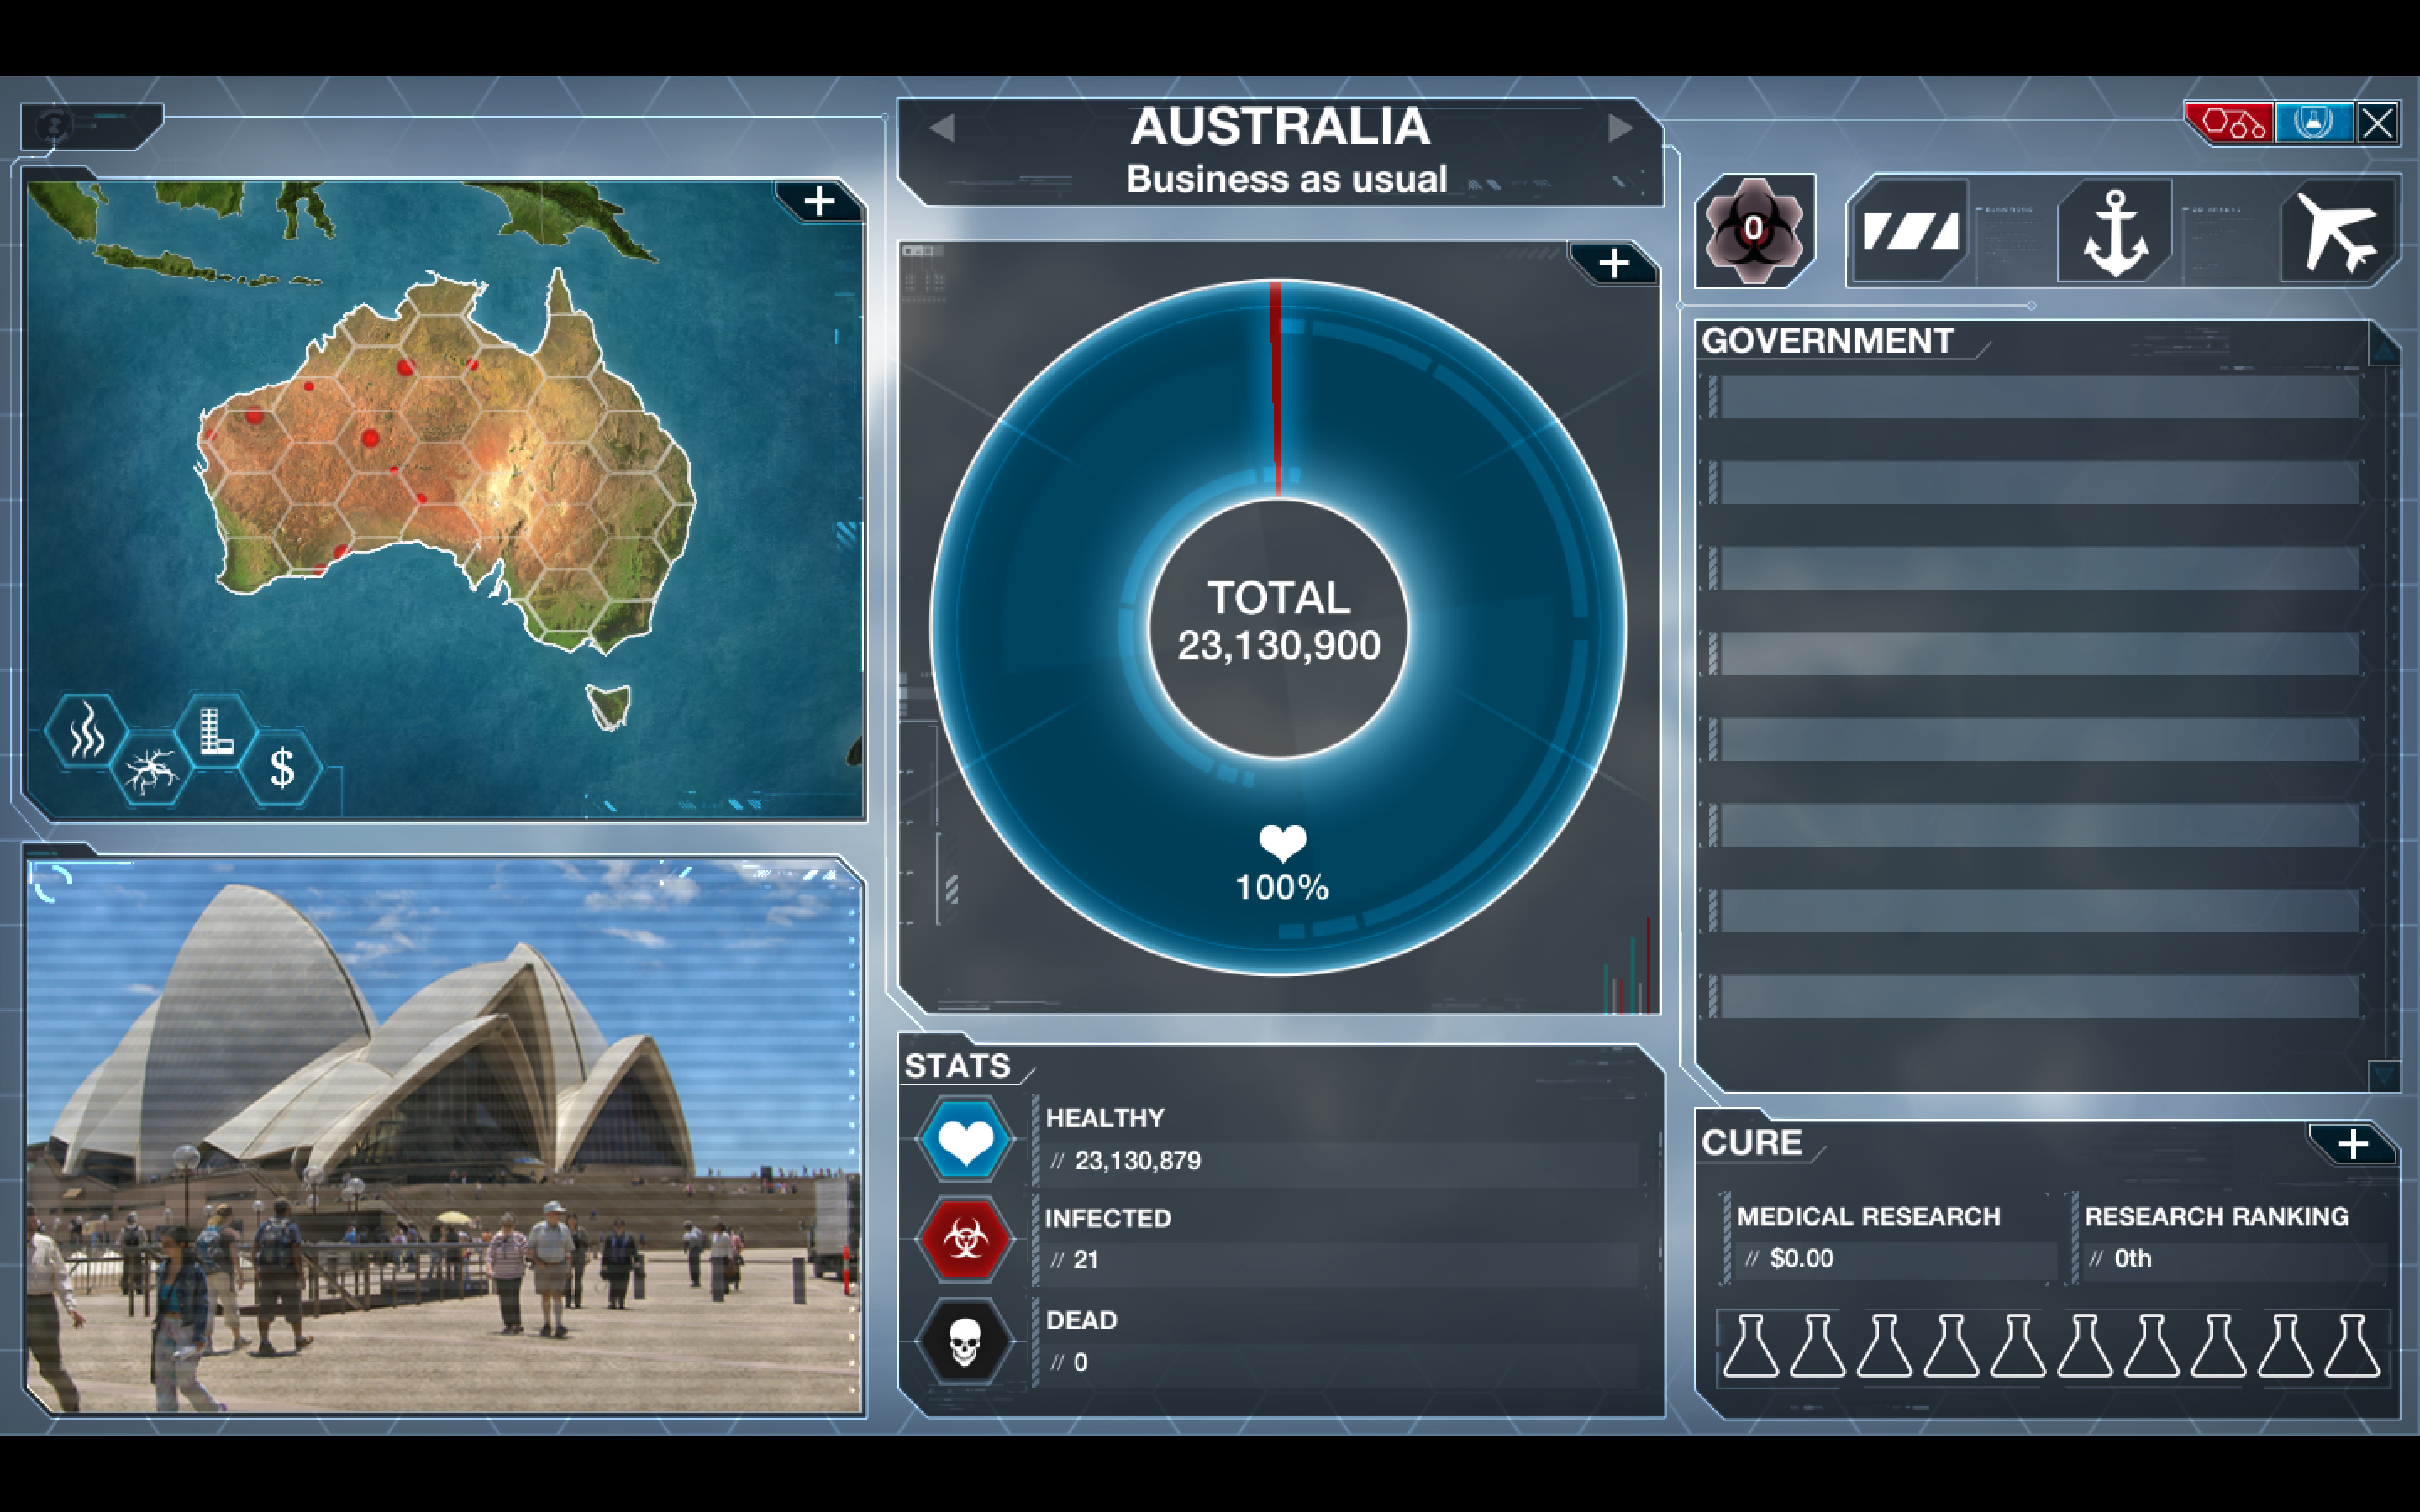 AUSTRALIA
Business as usual
0
TOTAL
23,130,900
100%
$
GOVERNMENT
STATS
HEALTHY
// 23,130,879
INFECTED
// 21
DEAD
// 0
CURE
MEDICAL RESEARCH
// $0.00
RESEARCH RANKING
// 0th